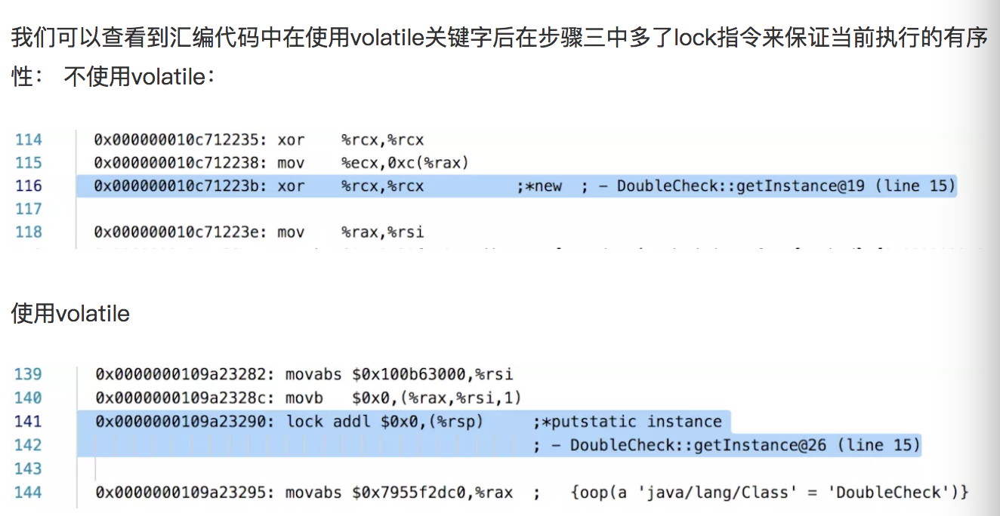 我们可以查看到汇编代码中在使用volatile关键字后在步骤三中多了lock指令来保证当前执行的有序
性： 不使用volatile：
114 0x000000010c712235: xor %rcx,%rcx
115 0x000000010c712238: mov %ecx,0xc(%rax)
116 0x000000010c71223b: xor %rcx,%rcx ;*new ; - DoubleCheck::getInstance@19 (line 15)
117
118 0x000000010c71223e: mov %rax,%rsi
使用volatile
139 0x0000000109a23282: movabs $0x100b63000,%rsi
140 0x0000000109a2328c: movb $0x0,(%rax,%rsi,1)
141 0x0000000109a23290: lock addl $0x0,(%rsp) ;*putstatic instance
142 ; - DoubleCheck::getInstance@26 (line 15)
143
144 0x0000000109a23295: movabs $0x7955f2dc0,%rax ; {oop(a 'java/lang/Class' = 'DoubleCheck')}